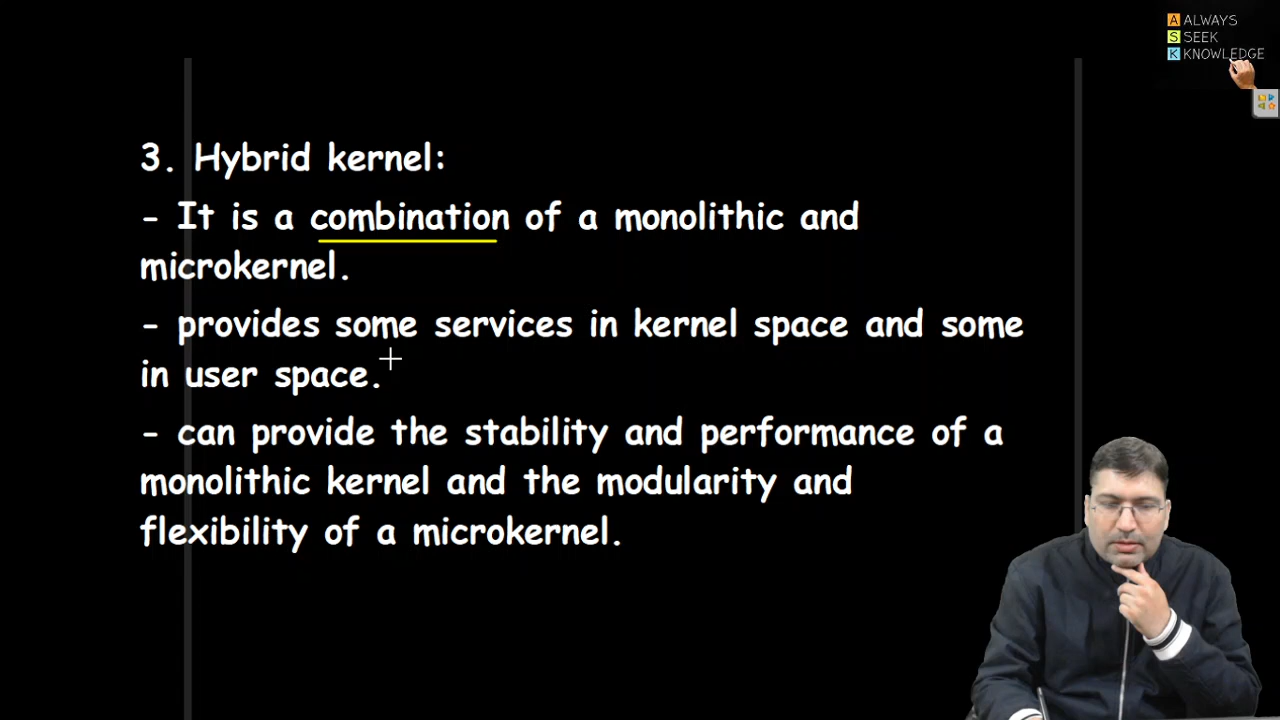 A ALWAYS
S SEEK
K KNOWLEDGE
3. Hybrid kernel:
- It is a combination of a monolithic and
microkernel.
- provides some services in kernel space and some
in user space.
- can provide the stability and performance of a
monolithic kernel and the modularity and
flexibility of a microkernel.